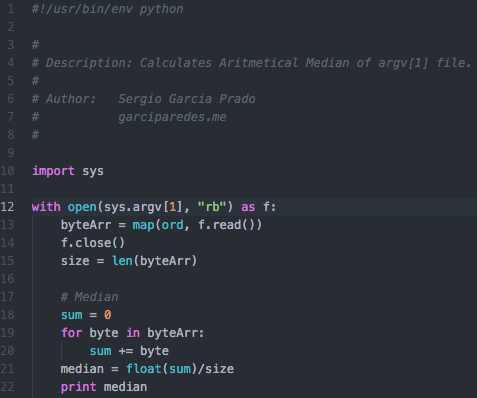 1 #!/usr/bin/env python
2
3 #
4 # Description: Calculates Aritmetical Median of argv[1] file.
5 #
6 # Author:   Sergio Garcia Prado
7 #           garciparedes.me
8 #
9
10 import sys
11
12 with open(sys.argv[1], "rb") as f:
13     byteArr = map(ord, f.read())
14     f.close()
15     size = len(byteArr)
16
17     # Median
18     sum = 0
19     for byte in byteArr:
20         sum += byte
21     median = float(sum)/size
22     print median